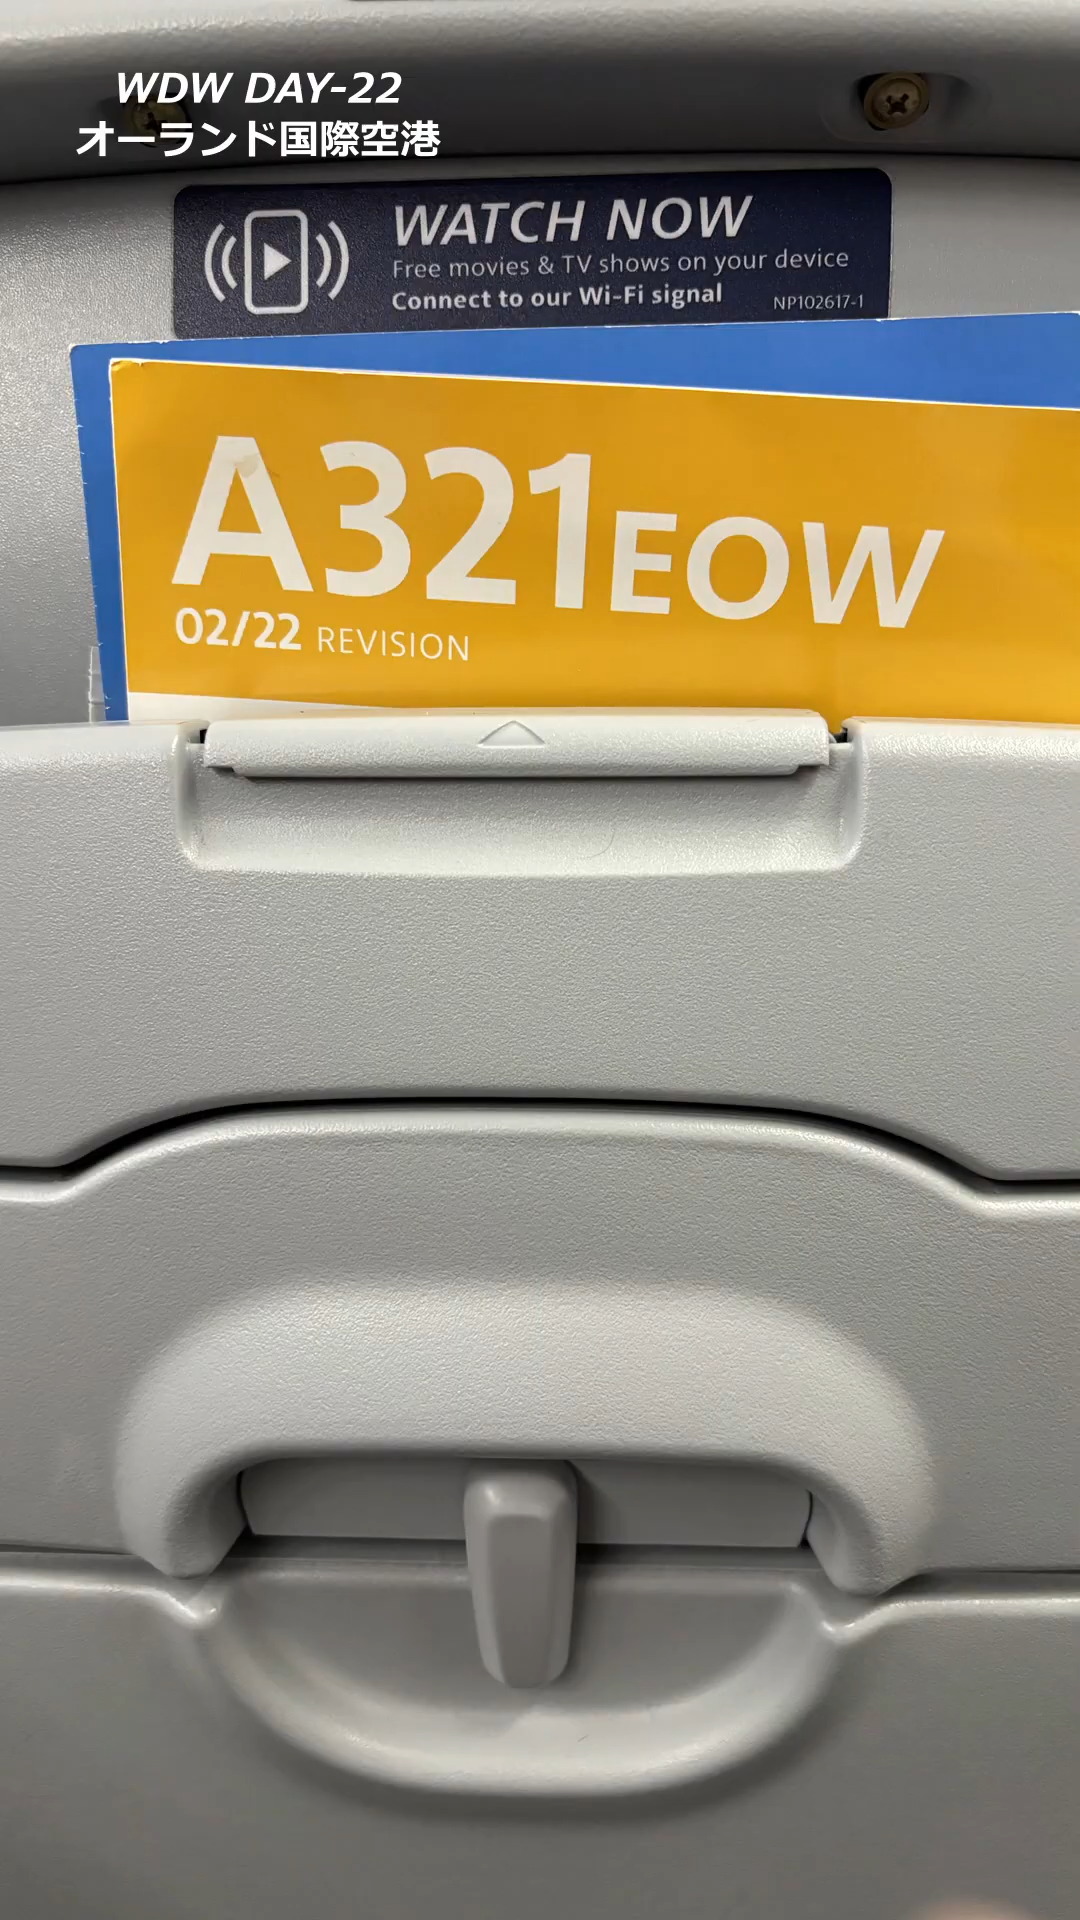 WDW DAY-22
オーランド国際空港
WATCH NOW
Free movies & TV shows on your device
Connect to our Wi-Fi signal
NP102617-1
A321EOW
02/22 REVISION